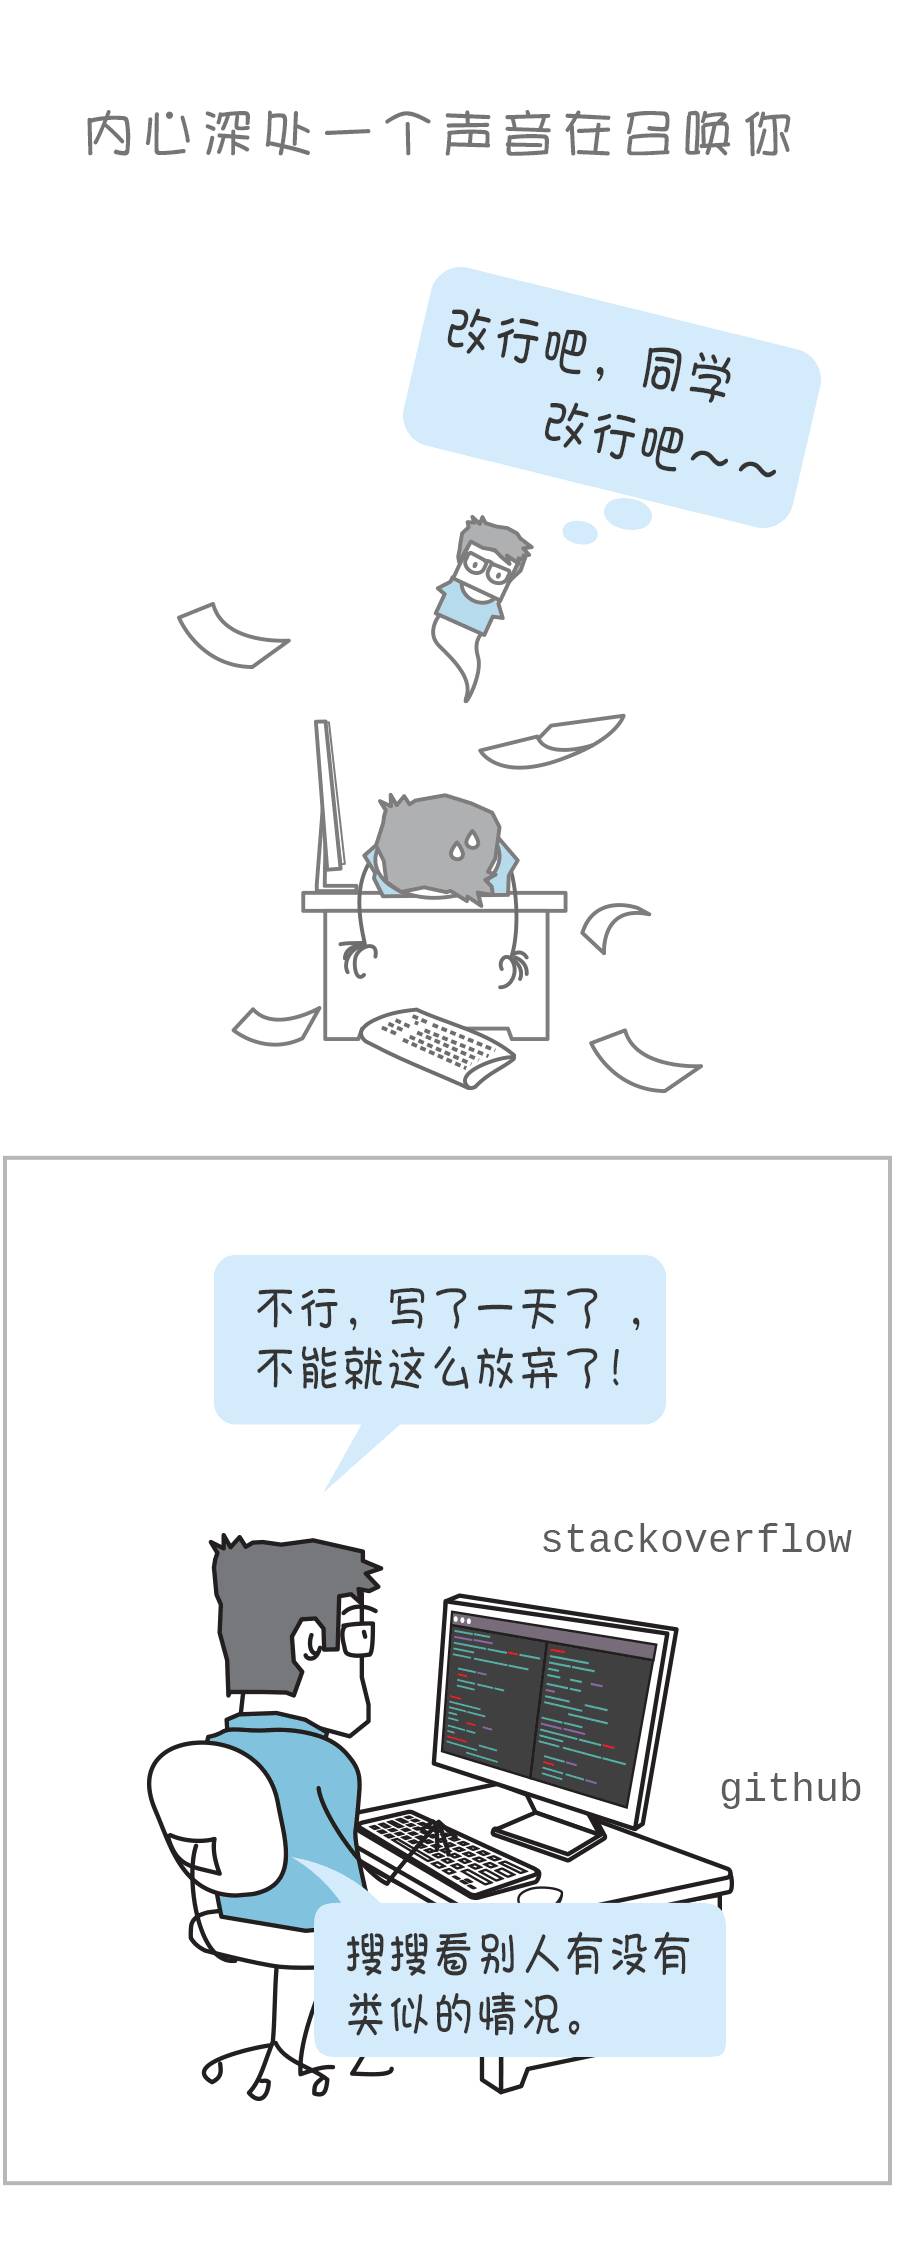 内心深处一个声音在召唤你
改行吧，同学
改行吧～～
不行，写了一天了，
不能就这么放弃了！
stackoverflow
github
搜搜看别人有没有
类似的情况。